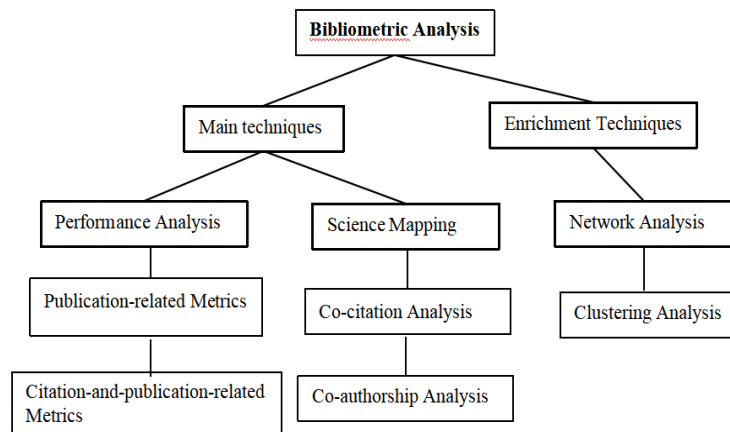 Bibliometric Analysis
Main techniques
Enrichment Techniques
Performance Analysis
Science Mapping
Network Analysis
Publication-related Metrics
Co-citation Analysis
Clustering Analysis
Citation-and-publication-related
Metrics
Co-authorship Analysis